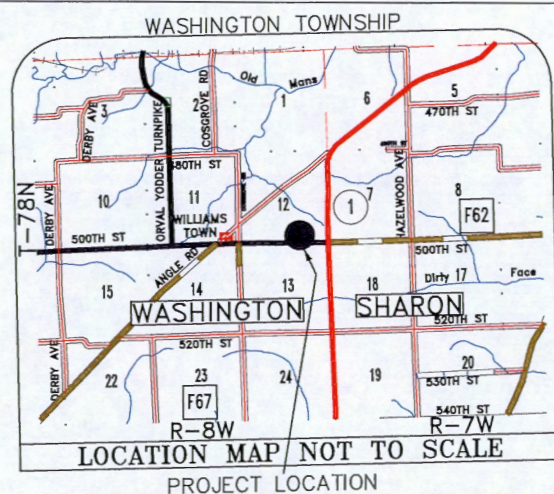 WASHINGTON TOWNSHIP
Old Mans
DERBY AVE
3
2
COSGROVE RD
1
6
5
470TH ST
ORVAL YODER TURNPIKE
480TH ST
HAZELWOOD AVE
T-78N
DERBY AVE
10
11
12
1
7
8
F62
WILLIAMS
TOWN
500TH ST
500TH ST
ANGLE RD
15
14
13
18
Dirty 17 Face
WASHINGTON
SHARON
520TH ST
520TH ST
DERBY AVE
22
23
24
19
20
530TH ST
F67
540TH ST
R-8W
R-7W
LOCATION MAP NOT TO SCALE
PROJECT LOCATION